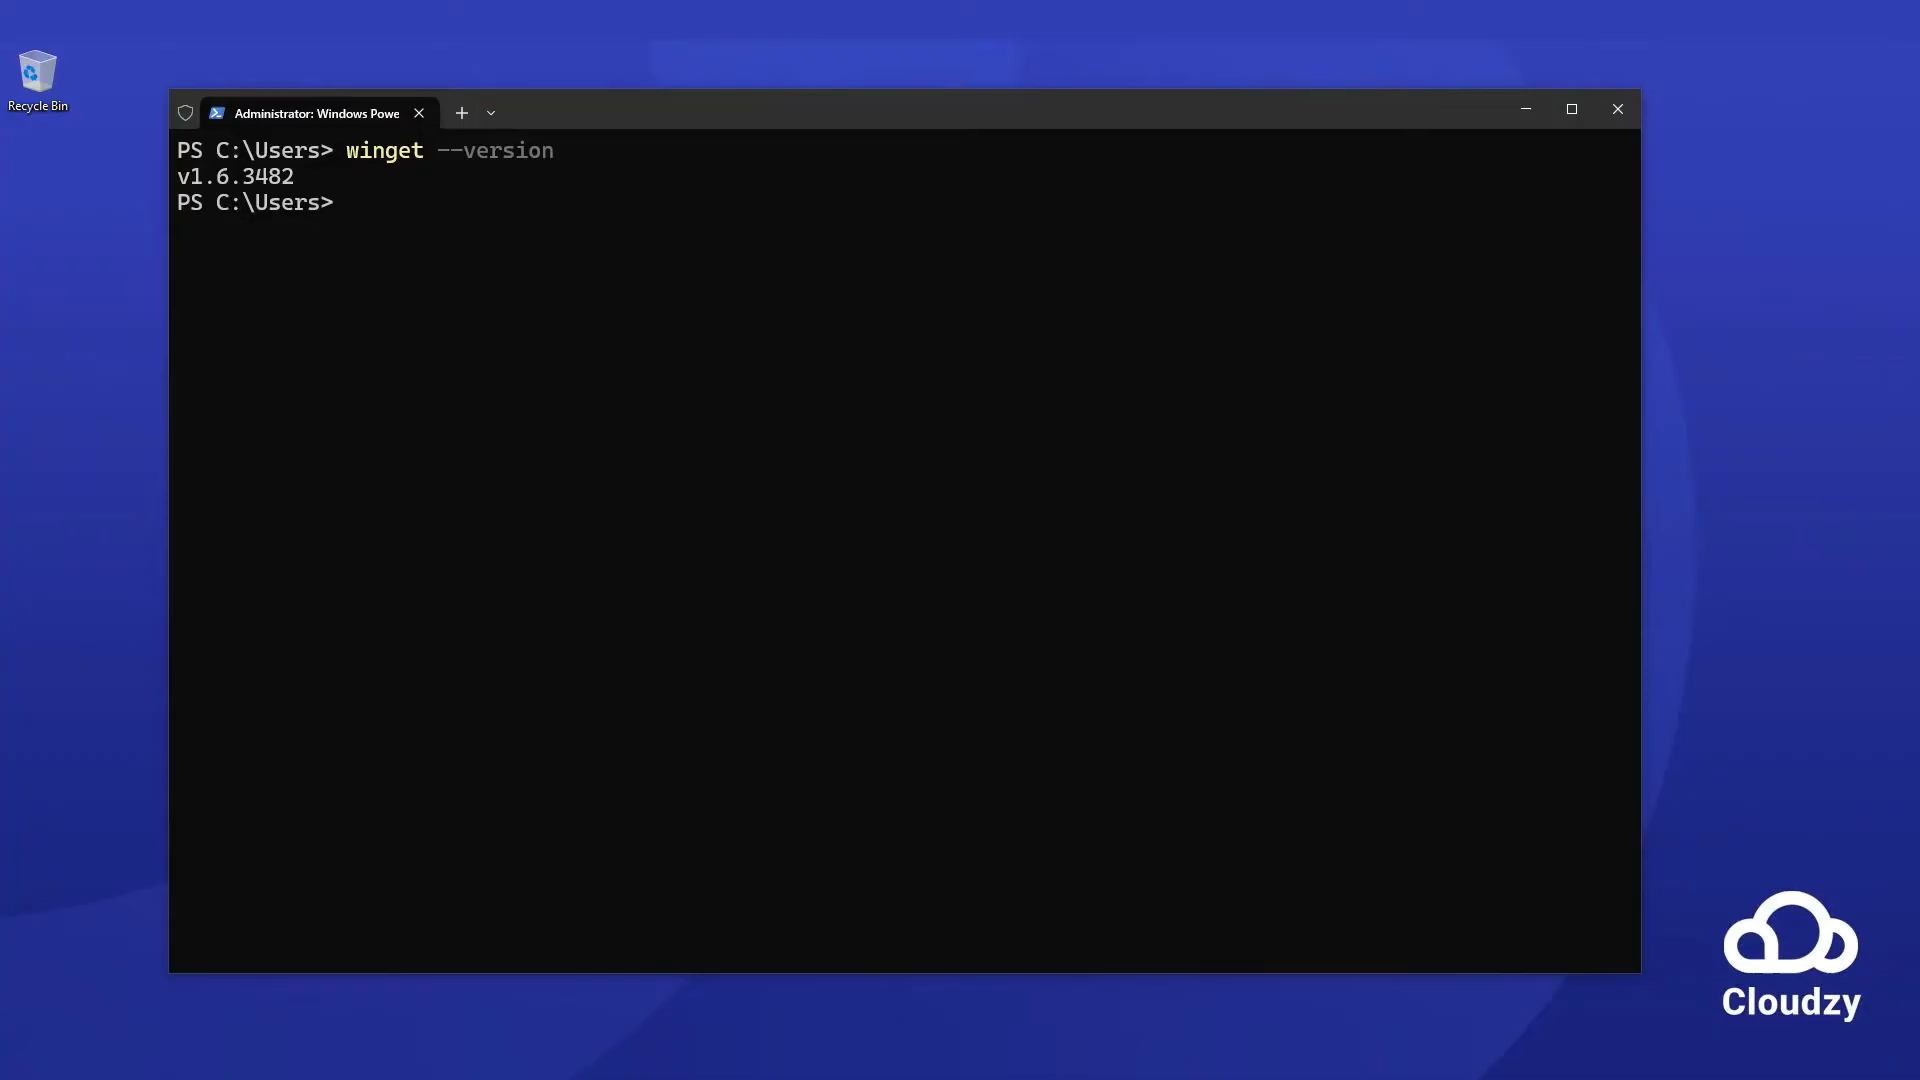 Recycle Bin
Administrator: Windows Powe
PS C:\Users> winget --version
v1.6.3482
PS C:\Users>
Cloudzy